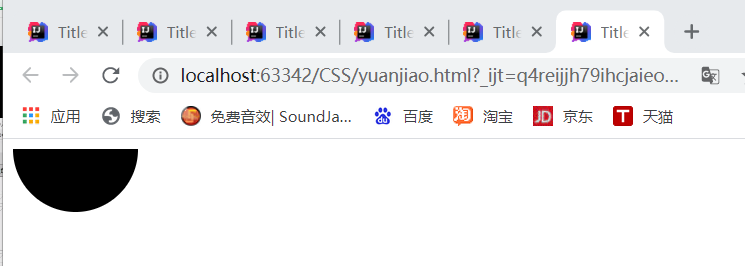 Title Title Title Title Title Title
localhost:63342/CSS/yuanjiao.html?_ijt=q4reijjh79ihcjaieo...
应用 搜索 免费音效| SoundJa... 百度 淘宝 JD 京东 T 天猫